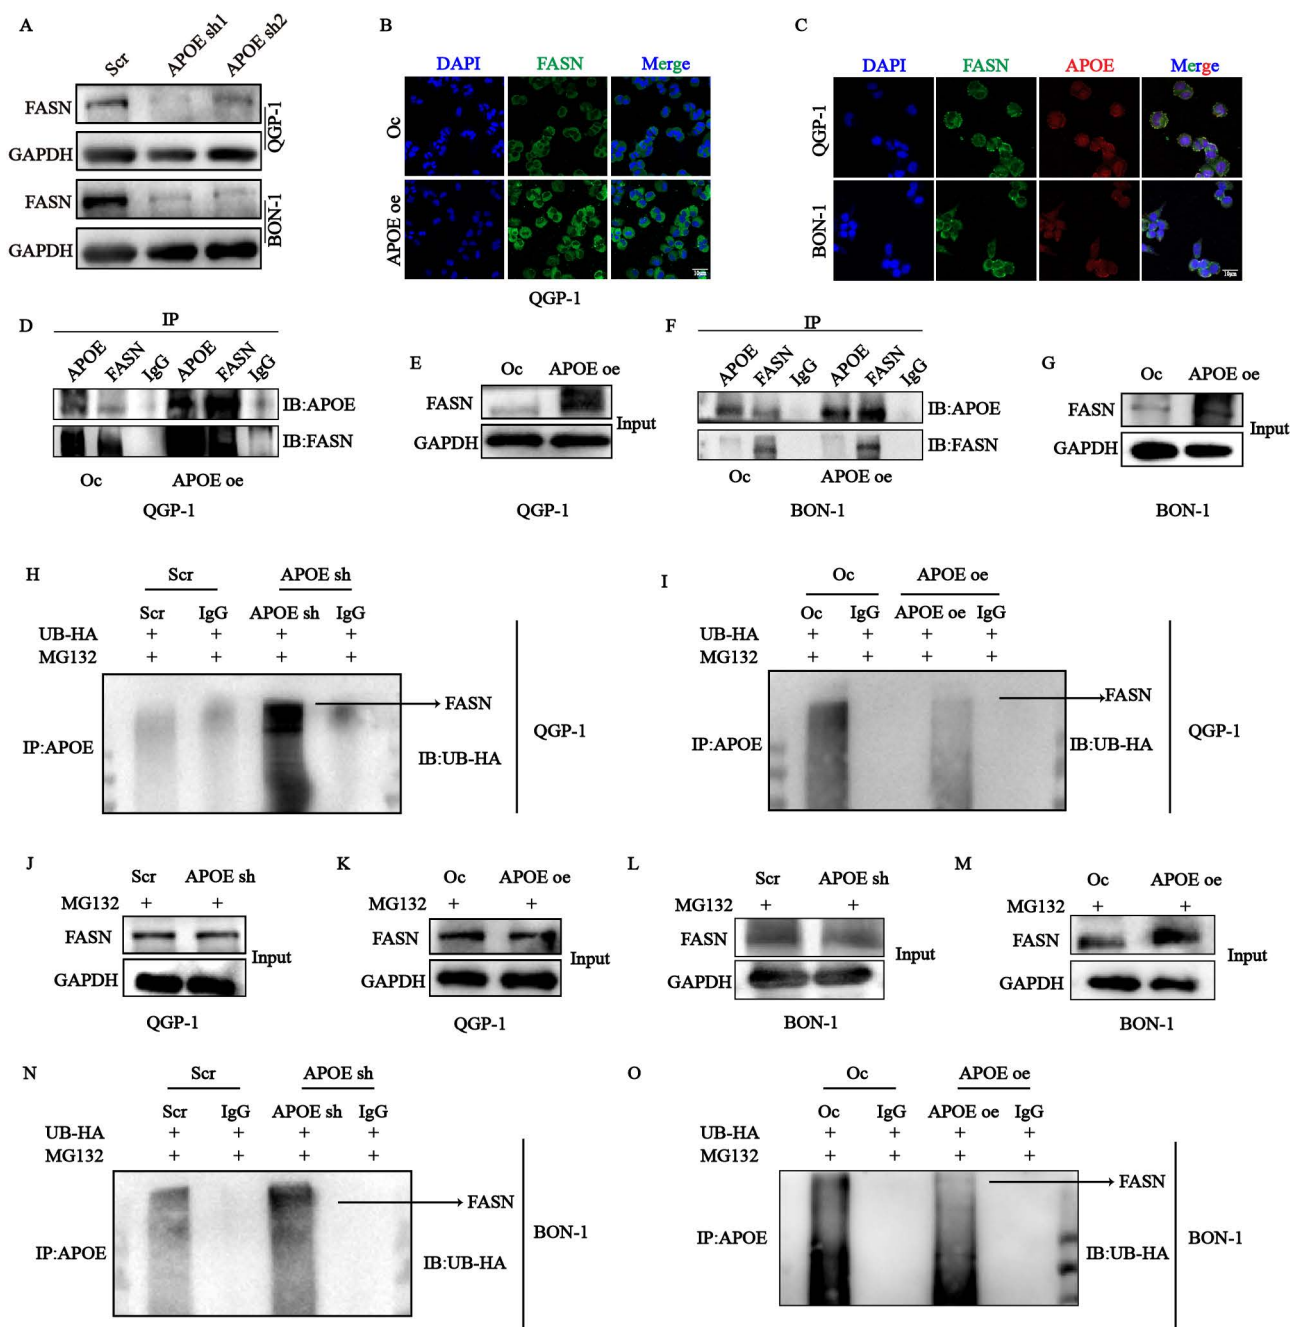 A
Scr APOE sh1 APOE sh2
FASN
GAPDH
QGP-1
FASN
GAPDH
BON-1
B
DAPI FASN Merge
Oc
APOE oe
10μm
QGP-1
C
DAPI FASN APOE Merge
QGP-1
BON-1
10μm
D
IP
APOE FASN IgG APOE FASN IgG
IB:APOE
IB:FASN
Oc APOE oe
QGP-1
E
Oc APOE oe
FASN
Input
GAPDH
QGP-1
F
IP
APOE FASN IgG APOE FASN IgG
IB:APOE
IB:FASN
Oc APOE oe
BON-1
G
Oc APOE oe
FASN
Input
GAPDH
BON-1
H
Scr APOE sh
Scr IgG APOE sh IgG
UB-HA + + + +
MG132 + + + +
FASN
IP:APOE IB:UB-HA
QGP-1
I
Oc APOE oe
Oc IgG APOE oe IgG
UB-HA + + + +
MG132 + + + +
FASN
IP:APOE IB:UB-HA
QGP-1
J
Scr APOE sh
MG132 + +
FASN
Input
GAPDH
QGP-1
K
Oc APOE oe
MG132 + +
FASN
Input
GAPDH
QGP-1
L
Scr APOE sh
MG132 + +
FASN
Input
GAPDH
BON-1
M
Oc APOE oe
MG132 + +
FASN
Input
GAPDH
BON-1
N
Scr APOE sh
Scr IgG APOE sh IgG
UB-HA + + + +
MG132 + + + +
FASN
IP:APOE IB:UB-HA
BON-1
O
Oc APOE oe
Oc IgG APOE oe IgG
UB-HA + + + +
MG132 + + + +
FASN
IP:APOE IB:UB-HA
BON-1